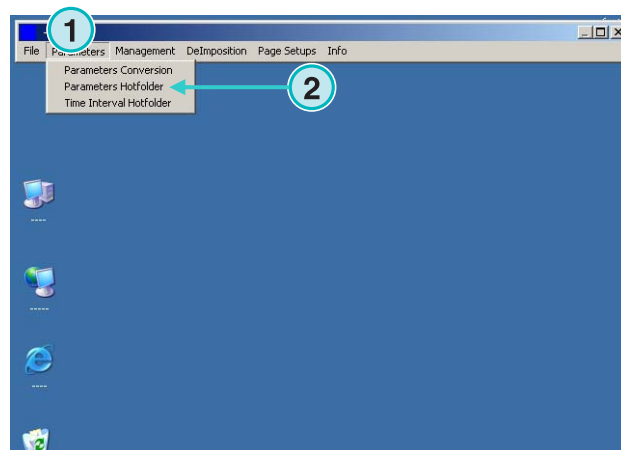 1
File Parameters Management DeImposition Page Setups Info
Parameters Conversion
Parameters Hotfolder
2
Time Interval Hotfolder
----
-----
----